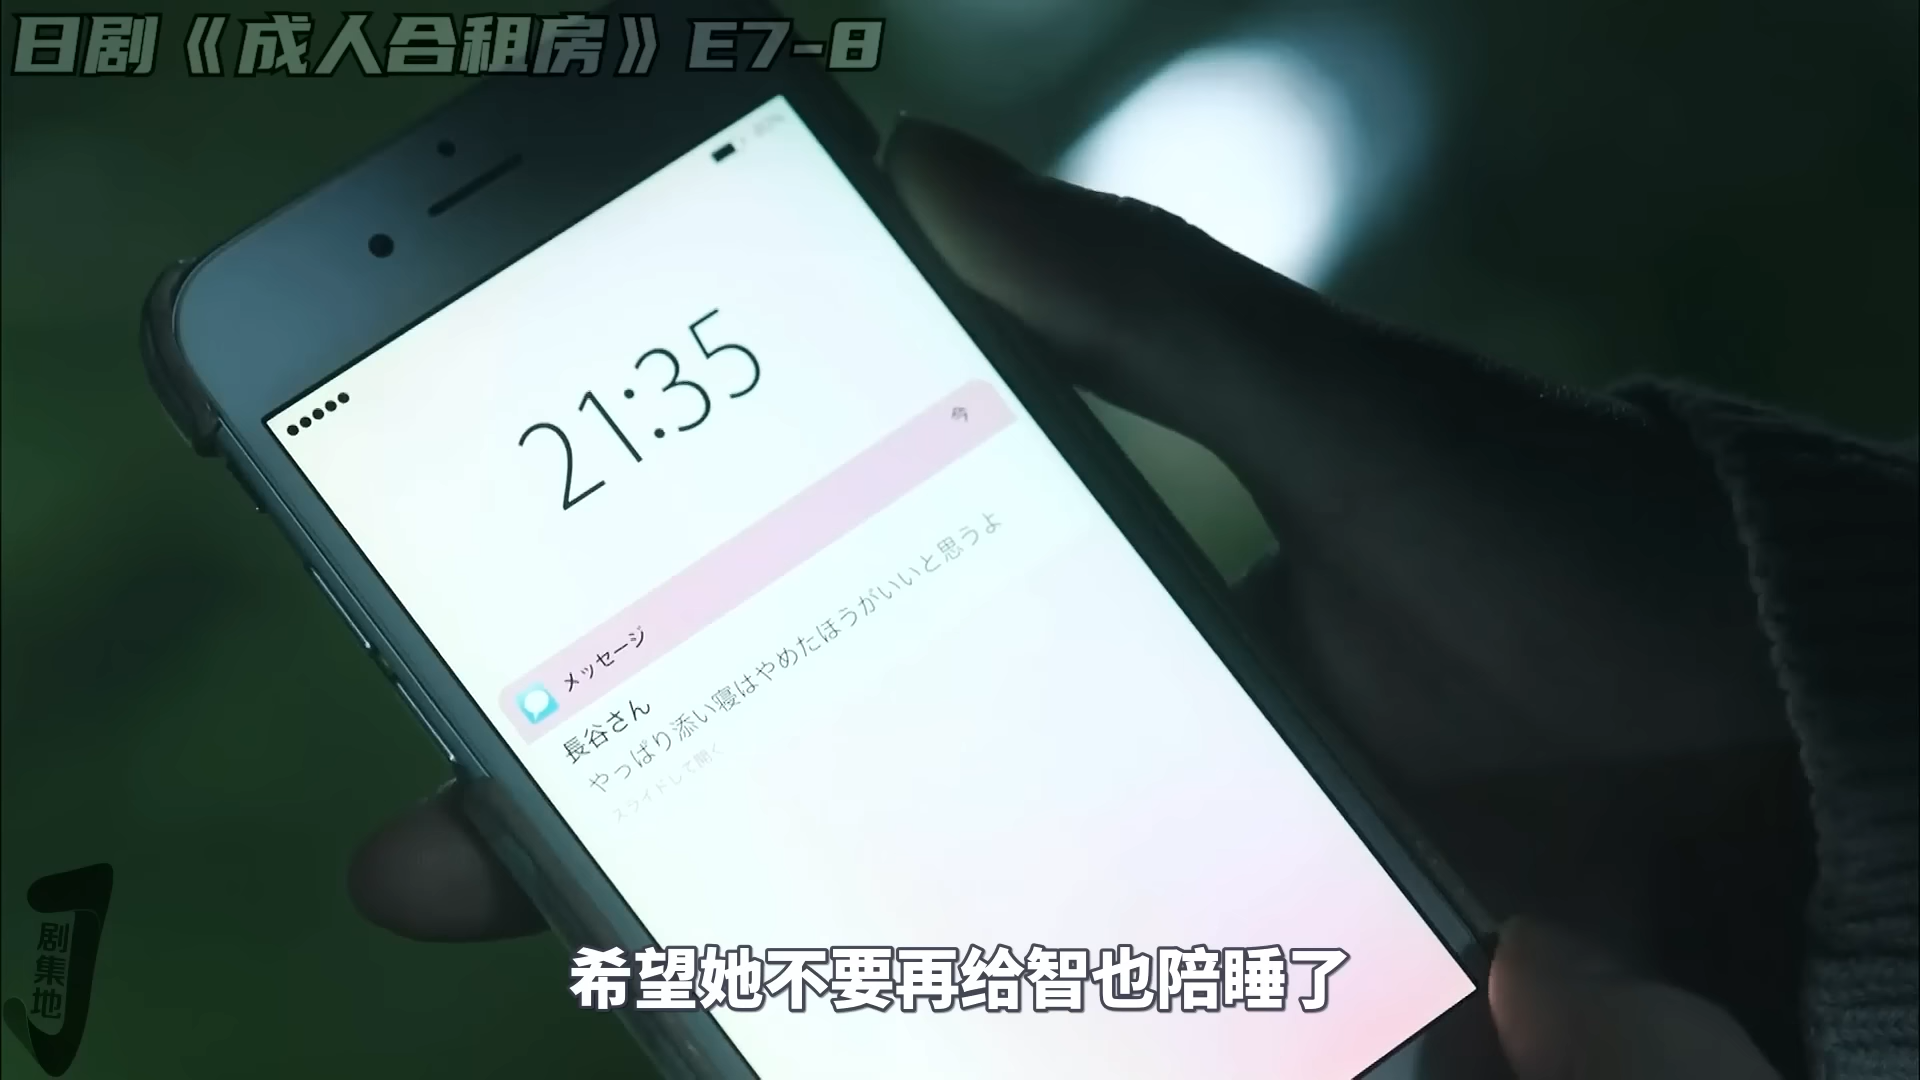 日剧《成人合租房》E7-8
21:35
メッセージ
今
長谷さん
やっぱり添い寝はやめたほうがいいと思うよ
スライドして開く
剧集地
希望她不要再给智也陪睡了